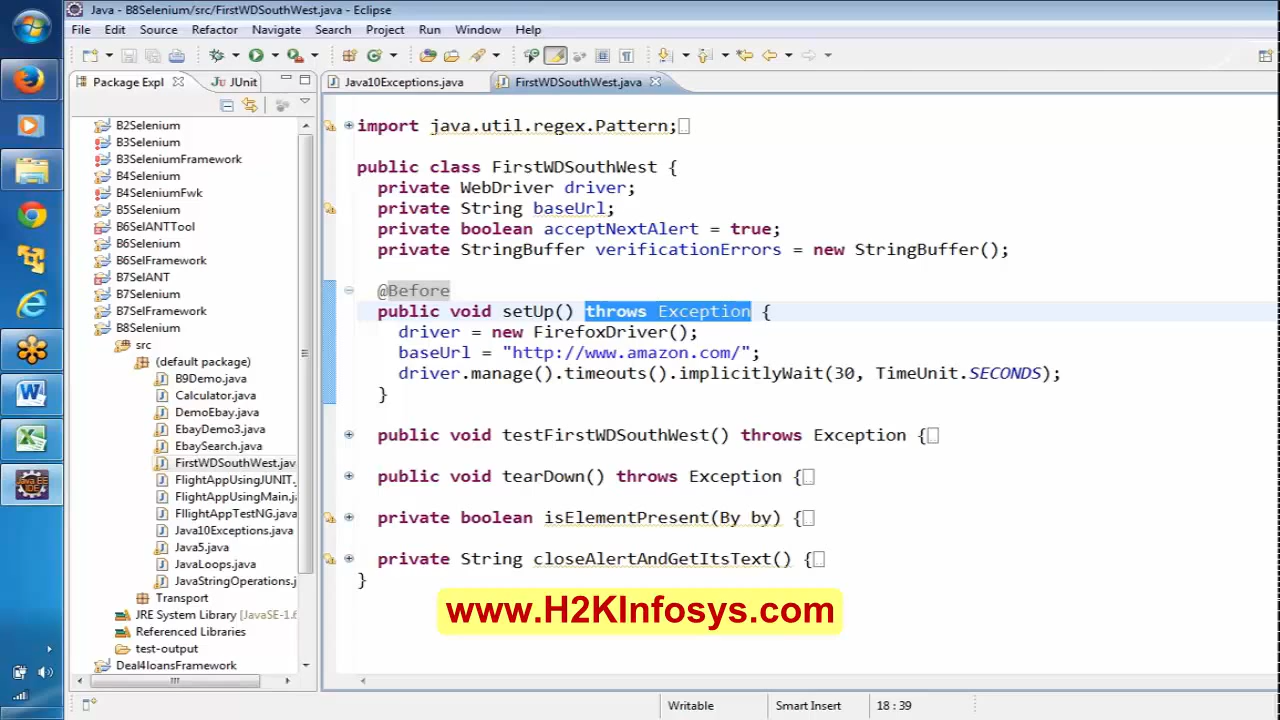 Java - B8Selenium/src/FirstWDSouthWest.java - Eclipse
File Edit Source Refactor Navigate Search Project Run Window Help
Package Expl JUnit
Java10Exceptions.java FirstWDSouthWest.java
B2Selenium
B3Selenium
B3SeleniumFramework
B4Selenium
B4SeleniumFwk
B5Selenium
B6SelANTTool
B6Selenium
B6SelFramework
B7SelANT
B7Selenium
B7SelFramework
B8Selenium
src
(default package)
B9Demo.java
Calculator.java
DemoEbay.java
EbayDemo3.java
EbaySearch.java
FirstWDSouthWest.jav
FlightAppUsingJUNIT.
FlightAppUsingMain.ja
FllightAppTestNG.java
Java10Exceptions.java
Java5.java
JavaLoops.java
JavaStringOperations.j
Transport
JRE System Library [JavaSE-1.6
Referenced Libraries
test-output
Deal4loansFramework
import java.util.regex.Pattern;
public class FirstWDSouthWest {
private WebDriver driver;
private String baseUrl;
private boolean acceptNextAlert = true;
private StringBuffer verificationErrors = new StringBuffer();
@Before
public void setUp() throws Exception {
driver = new FirefoxDriver();
baseUrl = "http://www.amazon.com/";
driver.manage().timeouts().implicitlyWait(30, TimeUnit.SECONDS);
}
public void testFirstWDSouthWest() throws Exception {
public void tearDown() throws Exception {
private boolean isElementPresent(By by) {
private String closeAlertAndGetItsText() {
}
www.H2KInfosys.com
Writable Smart Insert 18 : 39